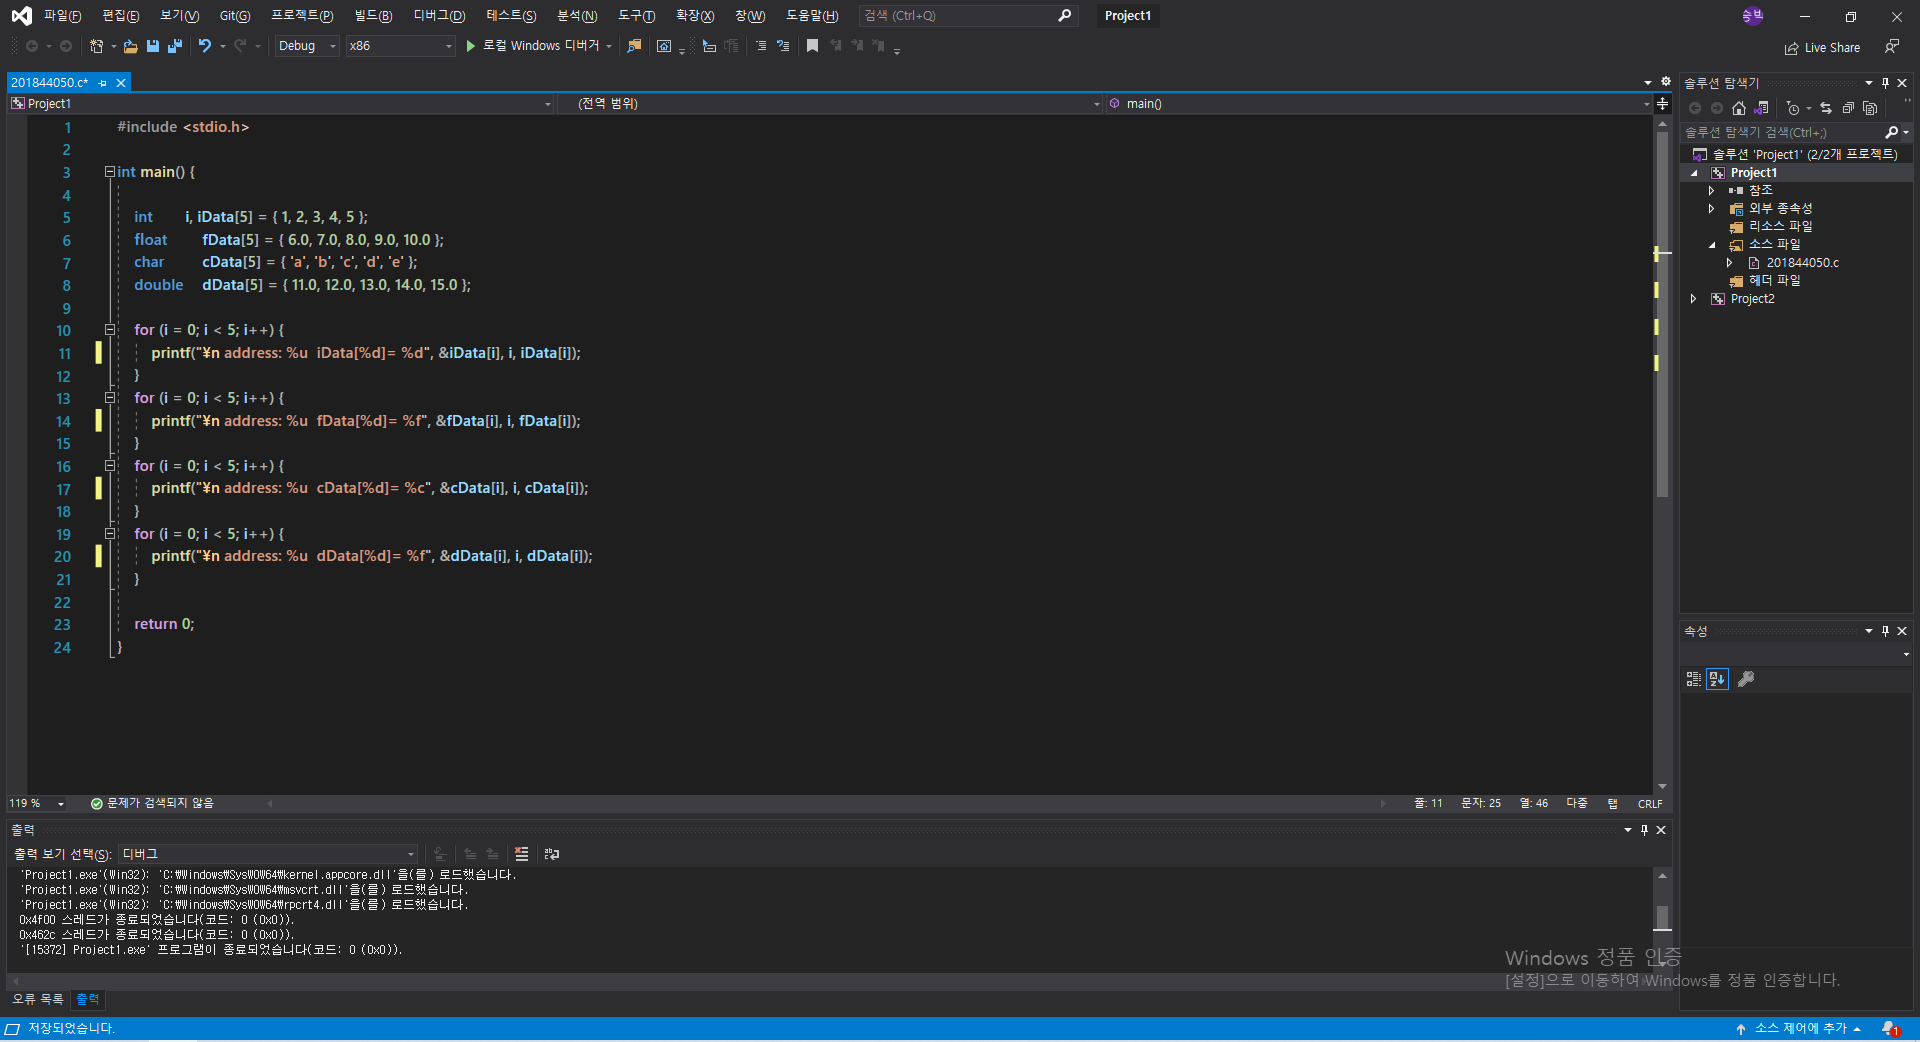 파일(F) 편집(E) 보기(V) Git(G) 프로젝트(P) 빌드(B) 디버그(D) 테스트(S) 분석(N) 도구(T) 확장(X) 창(W) 도움말(H) 검색 (Ctrl+Q) Project1 승빅
Debug x86 로컬 Windows 디버거 Live Share
201844050.c*
Project1 (전역 범위) main()
1 #include <stdio.h>
2
3 int main() {
4
5 int i, iData[5] = { 1, 2, 3, 4, 5 };
6 float fData[5] = { 6.0, 7.0, 8.0, 9.0, 10.0 };
7 char cData[5] = { 'a', 'b', 'c', 'd', 'e' };
8 double dData[5] = { 11.0, 12.0, 13.0, 14.0, 15.0 };
9
10 for (i = 0; i < 5; i++) {
11 printf("¥n address: %u  iData[%d]= %d", &iData[i], i, iData[i]);
12 }
13 for (i = 0; i < 5; i++) {
14 printf("¥n address: %u  fData[%d]= %f", &fData[i], i, fData[i]);
15 }
16 for (i = 0; i < 5; i++) {
17 printf("¥n address: %u  cData[%d]= %c", &cData[i], i, cData[i]);
18 }
19 for (i = 0; i < 5; i++) {
20 printf("¥n address: %u  dData[%d]= %f", &dData[i], i, dData[i]);
21 }
22
23 return 0;
24 }
119 % 문제가 검색되지 않음 줄: 11 문자: 25 열: 46 다중 탭 CRLF
출력
출력 보기 선택(S): 디버그
'Project1.exe'(Win32): 'C:₩Windows₩SysWOW64₩kernel.appcore.dll'을(를) 로드했습니다.
'Project1.exe'(Win32): 'C:₩Windows₩SysWOW64₩msvcrt.dll'을(를) 로드했습니다.
'Project1.exe'(Win32): 'C:₩Windows₩SysWOW64₩rpcrt4.dll'을(를) 로드했습니다.
0x4f00 스레드가 종료되었습니다(코드: 0 (0x0)).
0x462c 스레드가 종료되었습니다(코드: 0 (0x0)).
'[15372] Project1.exe' 프로그램이 종료되었습니다(코드: 0 (0x0)).
오류 목록 출력
저장되었습니다.
솔루션 탐색기
솔루션 탐색기 검색(Ctrl+;)
솔루션 'Project1' (2/2개 프로젝트)
Project1
참조
외부 종속성
리소스 파일
소스 파일
201844050.c
헤더 파일
Project2
속성
Windows 정품 인증
[설정]으로 이동하여 Windows를 정품 인증합니다.
소스 제어에 추가 1